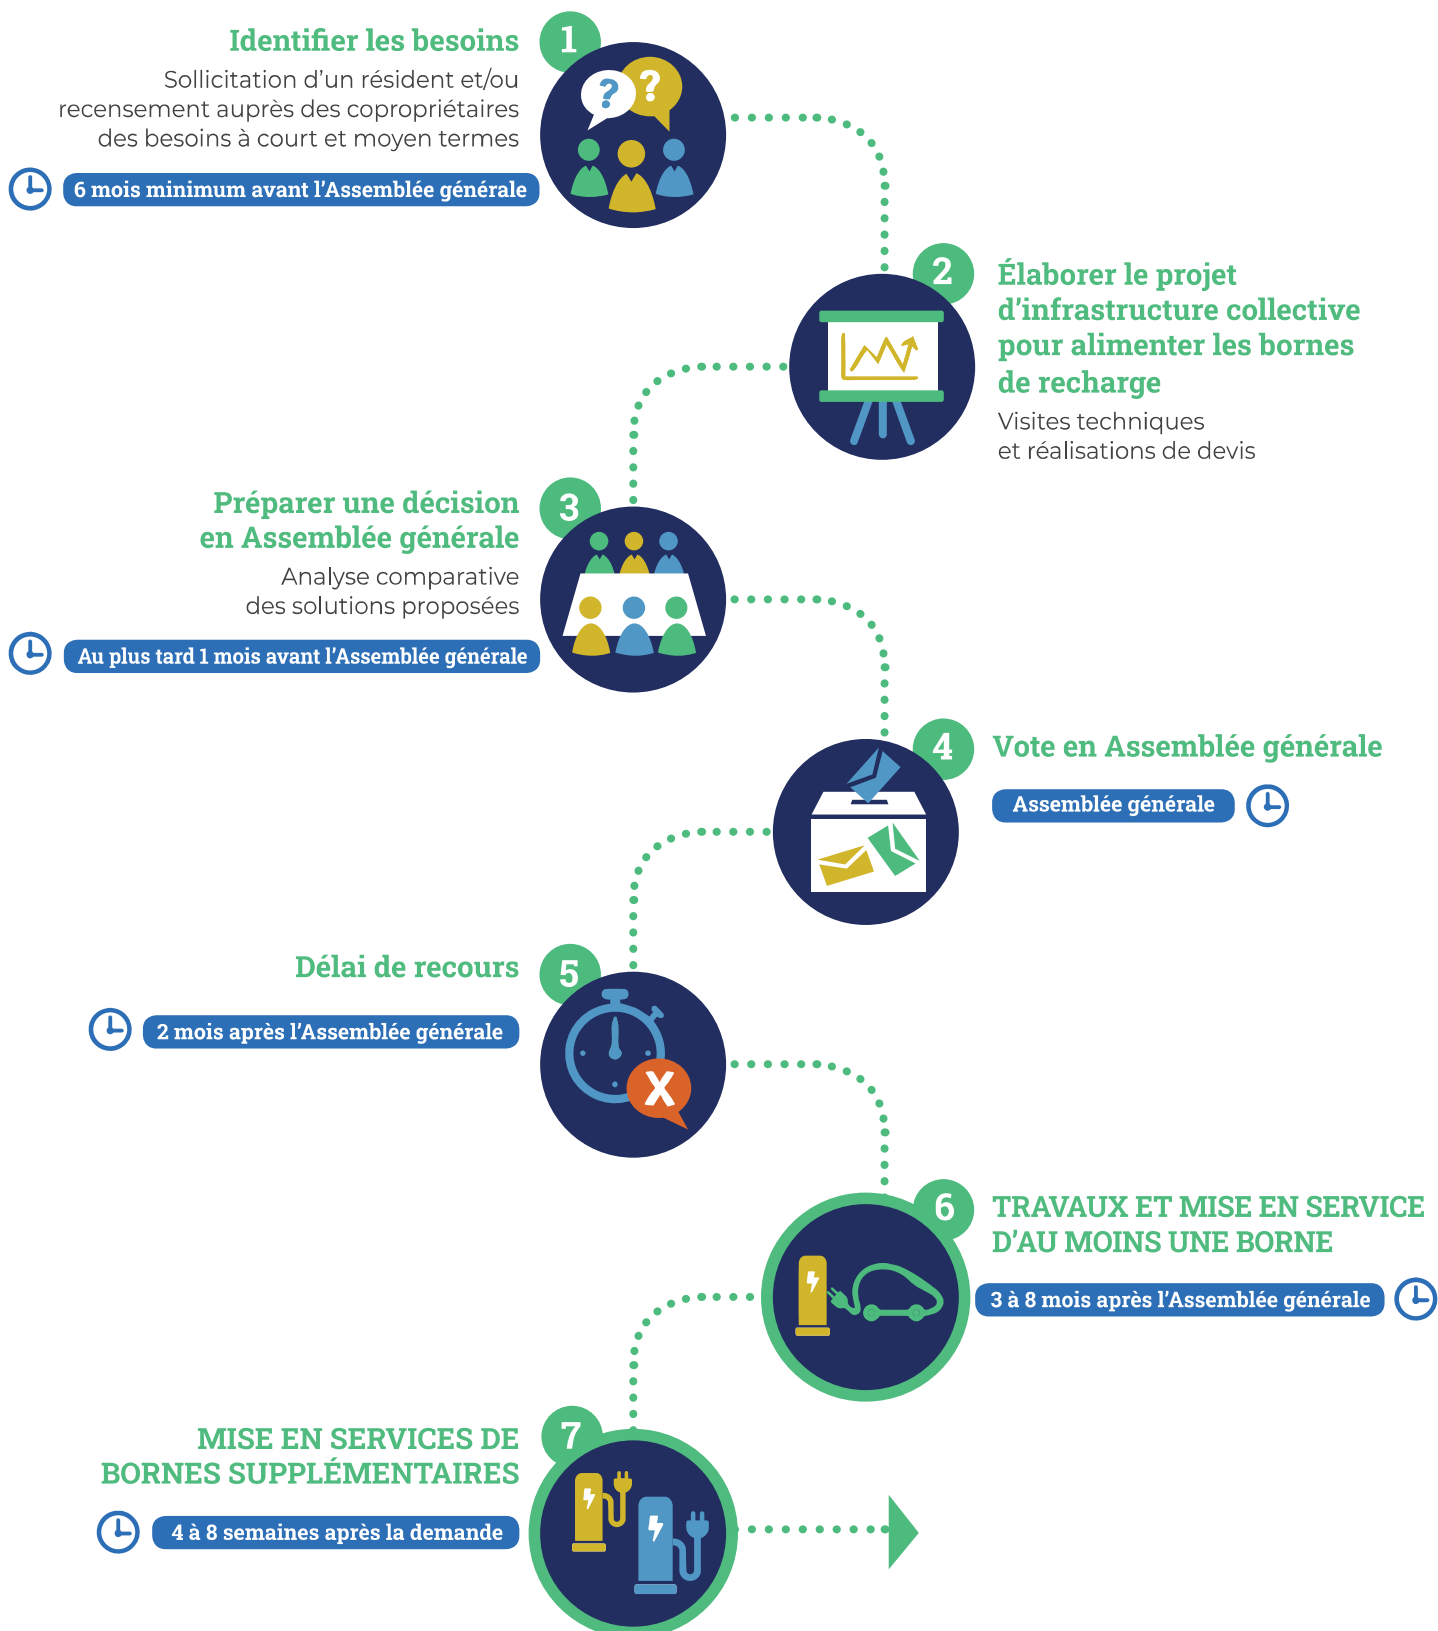 1
Identifier les besoins
Sollicitation d’un résident et/ou
recensement auprès des copropriétaires
des besoins à court et moyen termes
6 mois minimum avant l’Assemblée générale
? ?
2
Élaborer le projet
d’infrastructure collective
pour alimenter les bornes
de recharge
Visites techniques
et réalisations de devis
3
Préparer une décision
en Assemblée générale
Analyse comparative
des solutions proposées
Au plus tard 1 mois avant l’Assemblée générale
4
Vote en Assemblée générale
Assemblée générale
5
Délai de recours
2 mois après l’Assemblée générale
X
6
TRAVAUX ET MISE EN SERVICE
D’AU MOINS UNE BORNE
3 à 8 mois après l’Assemblée générale
7
MISE EN SERVICES DE
BORNES SUPPLÉMENTAIRES
4 à 8 semaines après la demande